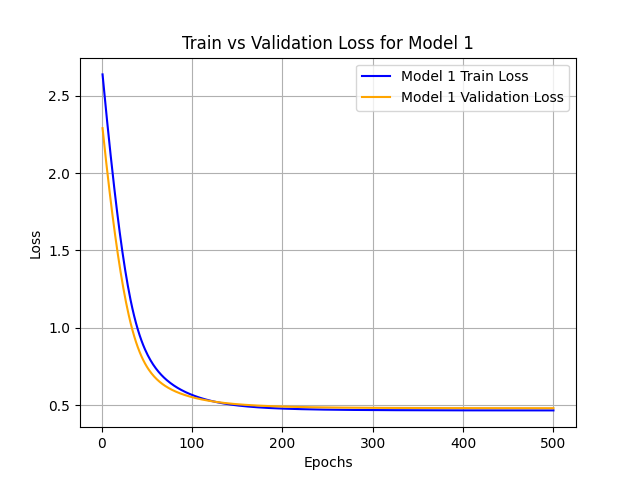 Train vs Validation Loss for Model 1
Model 1 Train Loss
Model 1 Validation Loss
Loss
2.5
2.0
1.5
1.0
0.5
0 100 200 300 400 500
Epochs